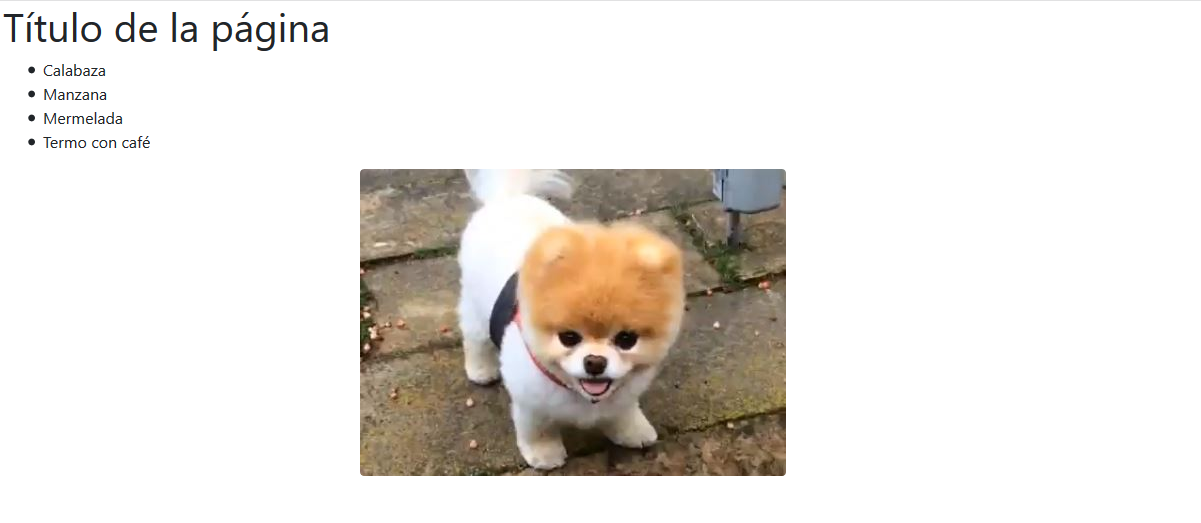 Título de la página
Calabaza
Manzana
Mermelada
Termo con café